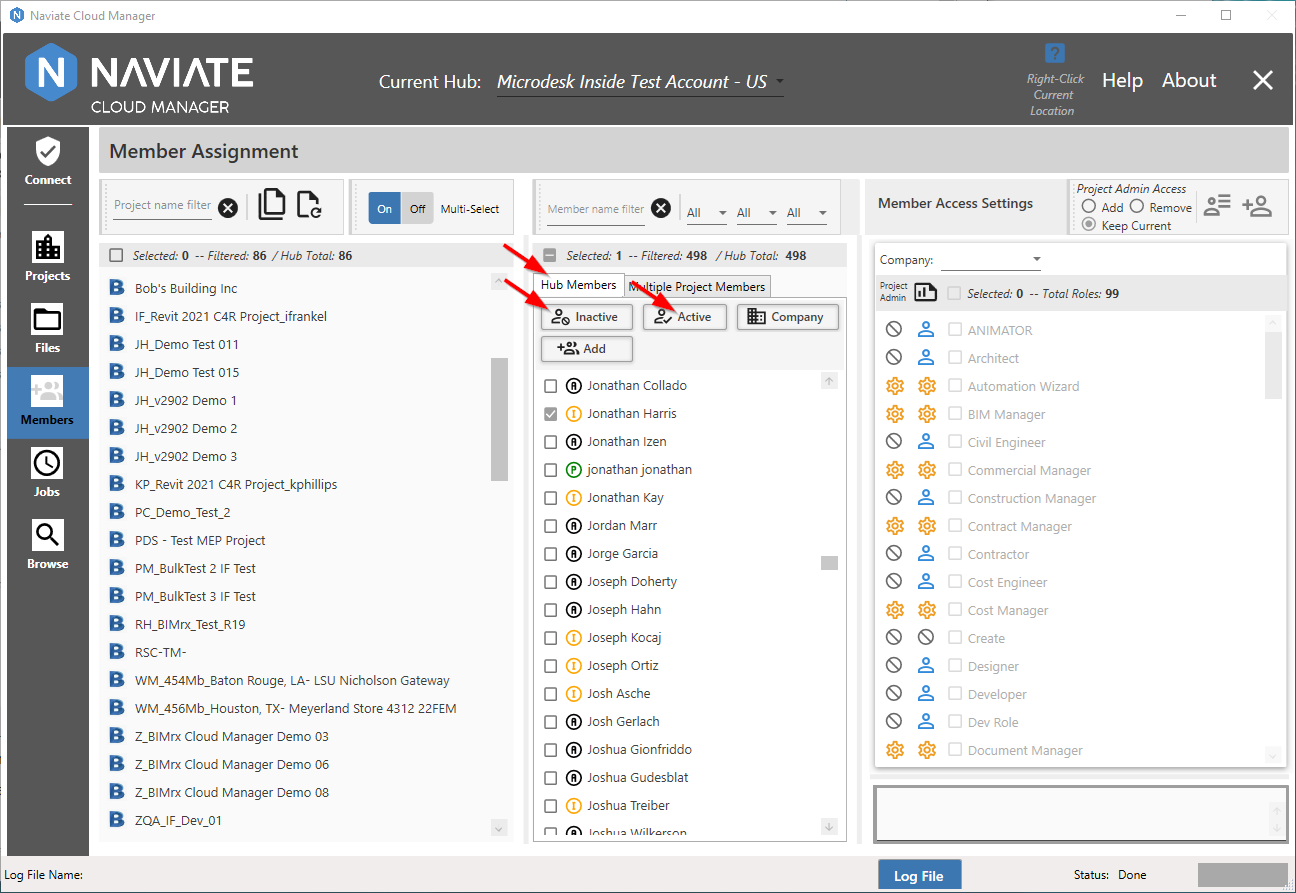 Naviate Cloud Manager
N NAVIATE
CLOUD MANAGER
Current Hub: Microdesk Inside Test Account - US
?
Right-Click
Current
Location
Help About
Connect
Projects
Files
Members
Jobs
Browse
Member Assignment
Project name filter
On Off Multi-Select
Member name filter All All All
Member Access Settings
Project Admin Access
Add Remove
Keep Current
Selected: 0 -- Filtered: 86 / Hub Total: 86
B Bob's Building Inc
B IF_Revit 2021 C4R Project_ifrankel
B JH_Demo Test 011
B JH_Demo Test 015
B JH_v2902 Demo 1
B JH_v2902 Demo 2
B JH_v2902 Demo 3
B KP_Revit 2021 C4R Project_kphillips
B PC_Demo_Test_2
B PDS - Test MEP Project
B PM_BulkTest 2 IF Test
B PM_BulkTest 3 IF Test
B RH_BIMrx_Test_R19
B RSC-TM-
B WM_454Mb_Baton Rouge, LA- LSU Nicholson Gateway
B WM_456Mb_Houston, TX- Meyerland Store 4312 22FEM
B Z_BIMrx Cloud Manager Demo 03
B Z_BIMrx Cloud Manager Demo 06
B Z_BIMrx Cloud Manager Demo 08
B ZQA_IF_Dev_01
Selected: 1 -- Filtered: 498 / Hub Total: 498
Hub Members Multiple Project Members
Inactive Active Company
Add
A Jonathan Collado
I Jonathan Harris
A Jonathan Izen
P jonathan jonathan
I Jonathan Kay
A Jordan Marr
A Jorge Garcia
A Joseph Doherty
A Joseph Hahn
I Joseph Kocaj
I Joseph Ortiz
I Josh Asche
A Josh Gerlach
A Joshua Gionfriddo
A Joshua Gudesblat
I Joshua Treiber
Joshua Wilkerson
Company:
Project
Admin
Selected: 0 -- Total Roles: 99
ANIMATOR
Architect
Automation Wizard
BIM Manager
Civil Engineer
Commercial Manager
Construction Manager
Contract Manager
Contractor
Cost Engineer
Cost Manager
Create
Designer
Developer
Dev Role
Document Manager
Log File Name:
Log File
Status: Done